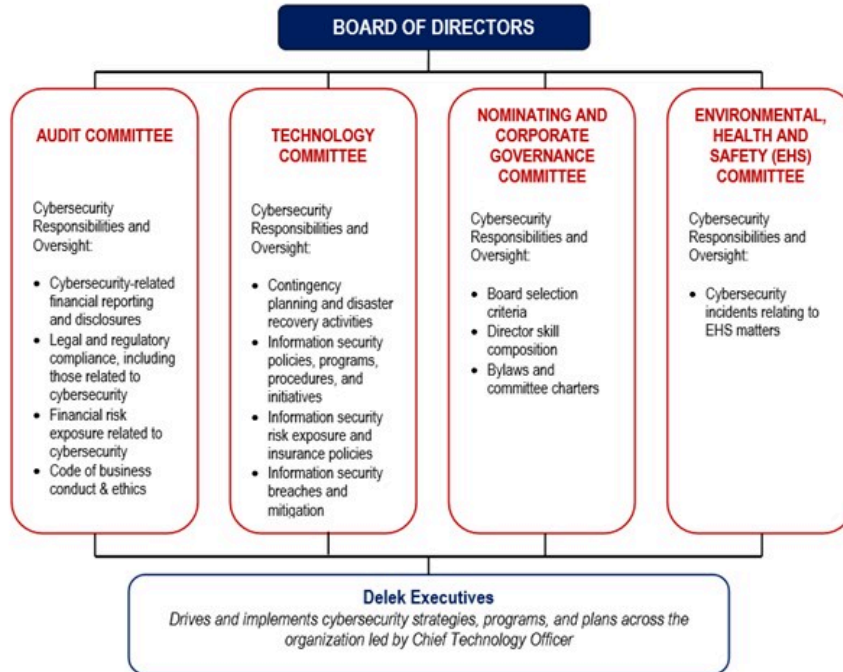 BOARD OF DIRECTORS
AUDIT COMMITTEE
Cybersecurity
Responsibilities and
Oversight:
• Cybersecurity-related
financial reporting
and disclosures
• Legal and regulatory
compliance, including
those related to
cybersecurity
• Financial risk
exposure related to
cybersecurity
• Code of business
conduct & ethics
TECHNOLOGY
COMMITTEE
Cybersecurity
Responsibilities and
Oversight:
• Contingency
planning and disaster
recovery activities
• Information security
policies, programs,
procedures, and
initiatives
• Information security
risk exposure and
insurance policies
• Information security
breaches and
mitigation
NOMINATING AND
CORPORATE
GOVERNANCE
COMMITTEE
Cybersecurity
Responsibilities and
Oversight:
• Board selection
criteria
• Director skill
composition
• Bylaws and
committee charters
ENVIRONMENTAL,
HEALTH AND
SAFETY (EHS)
COMMITTEE
Cybersecurity
Responsibilities and
Oversight:
• Cybersecurity
incidents relating to
EHS matters
Delek Executives
Drives and implements cybersecurity strategies, programs, and plans across the
organization led by Chief Technology Officer